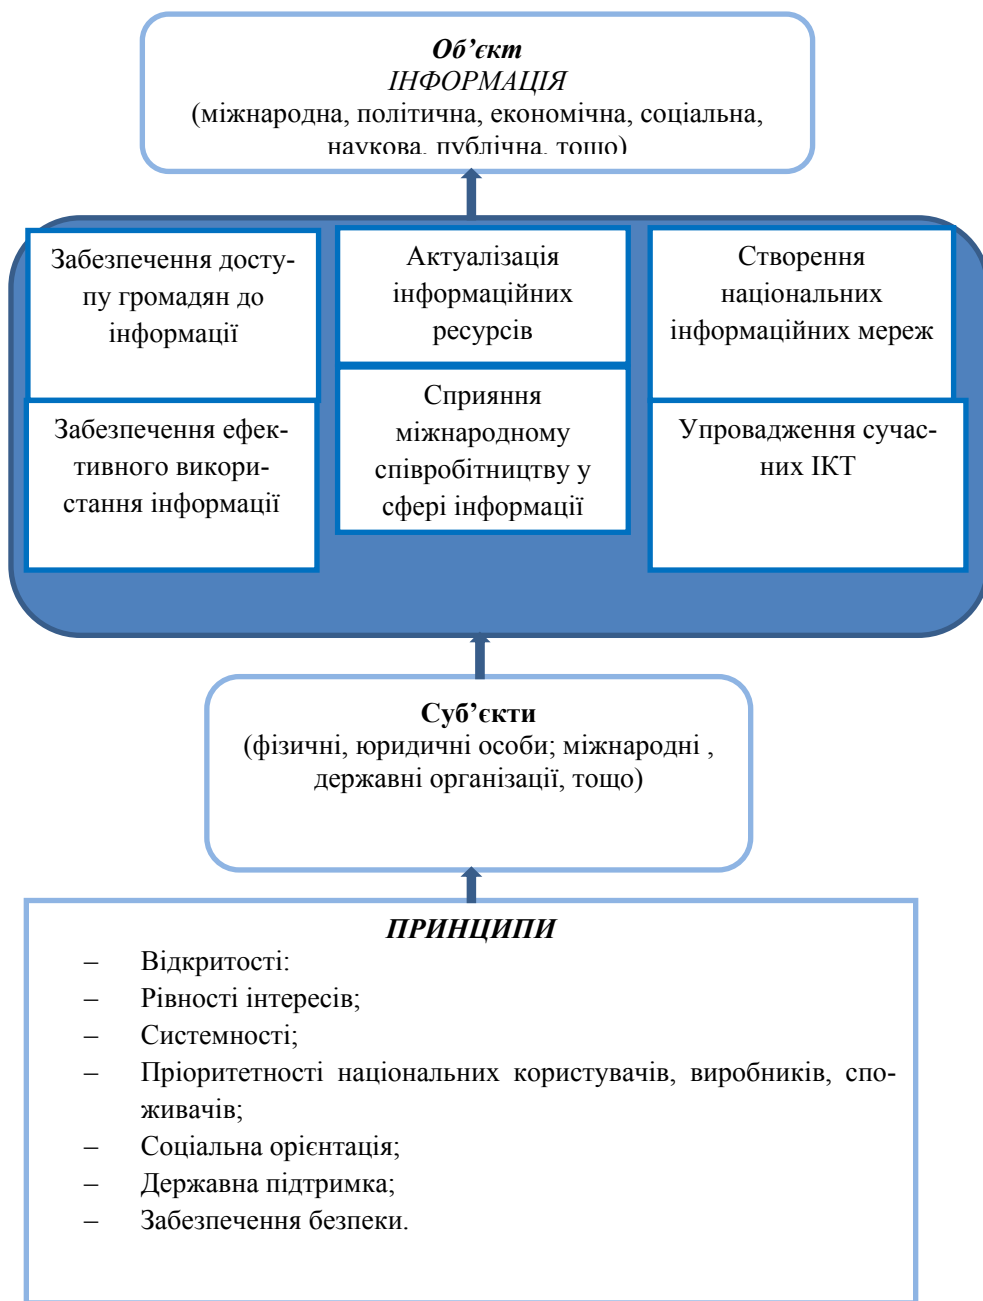 Об’єкт
ІНФОРМАЦІЯ
(міжнародна, політична, економічна, соціальна,
наукова, публічна, тощо)
Забезпечення досту-
пу громадян до
інформації
Актуалізація
інформаційних
ресурсів
Створення
національних
інформаційних мереж
Забезпечення ефек-
тивного викори-
стання інформації
Сприяння
міжнародному
співробітництву у
сфері інформації
Упровадження сучас-
них ІКТ
Суб’єкти
(фізичні, юридичні особи; міжнародні ,
державні організації, тощо)
ПРИНЦИПИ
– Відкритості:
– Рівності інтересів;
– Системності;
– Пріоритетності національних користувачів, виробників, спо-
живачів;
– Соціальна орієнтація;
– Державна підтримка;
– Забезпечення безпеки.